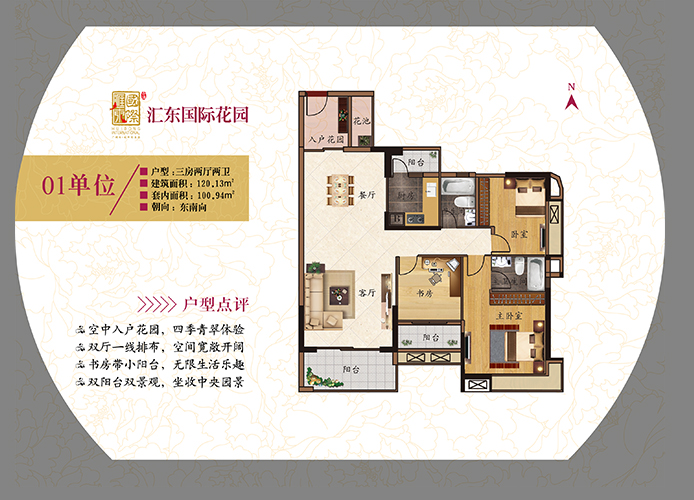 汇东国际花园
01单位
户型：三房两厅两卫
建筑面积：120.13㎡
套内面积：100.94㎡
朝向：东南向
户型点评
空中入户花园，四季青翠体验
双厅一线排布，空间宽敞开阔
书房带小阳台，无限生活乐趣
双阳台双景观，坐收中央园景
N
入户花园
花池
阳台
餐厅
厨房
卧室
客厅
书房
主卧室
阳台
阳台